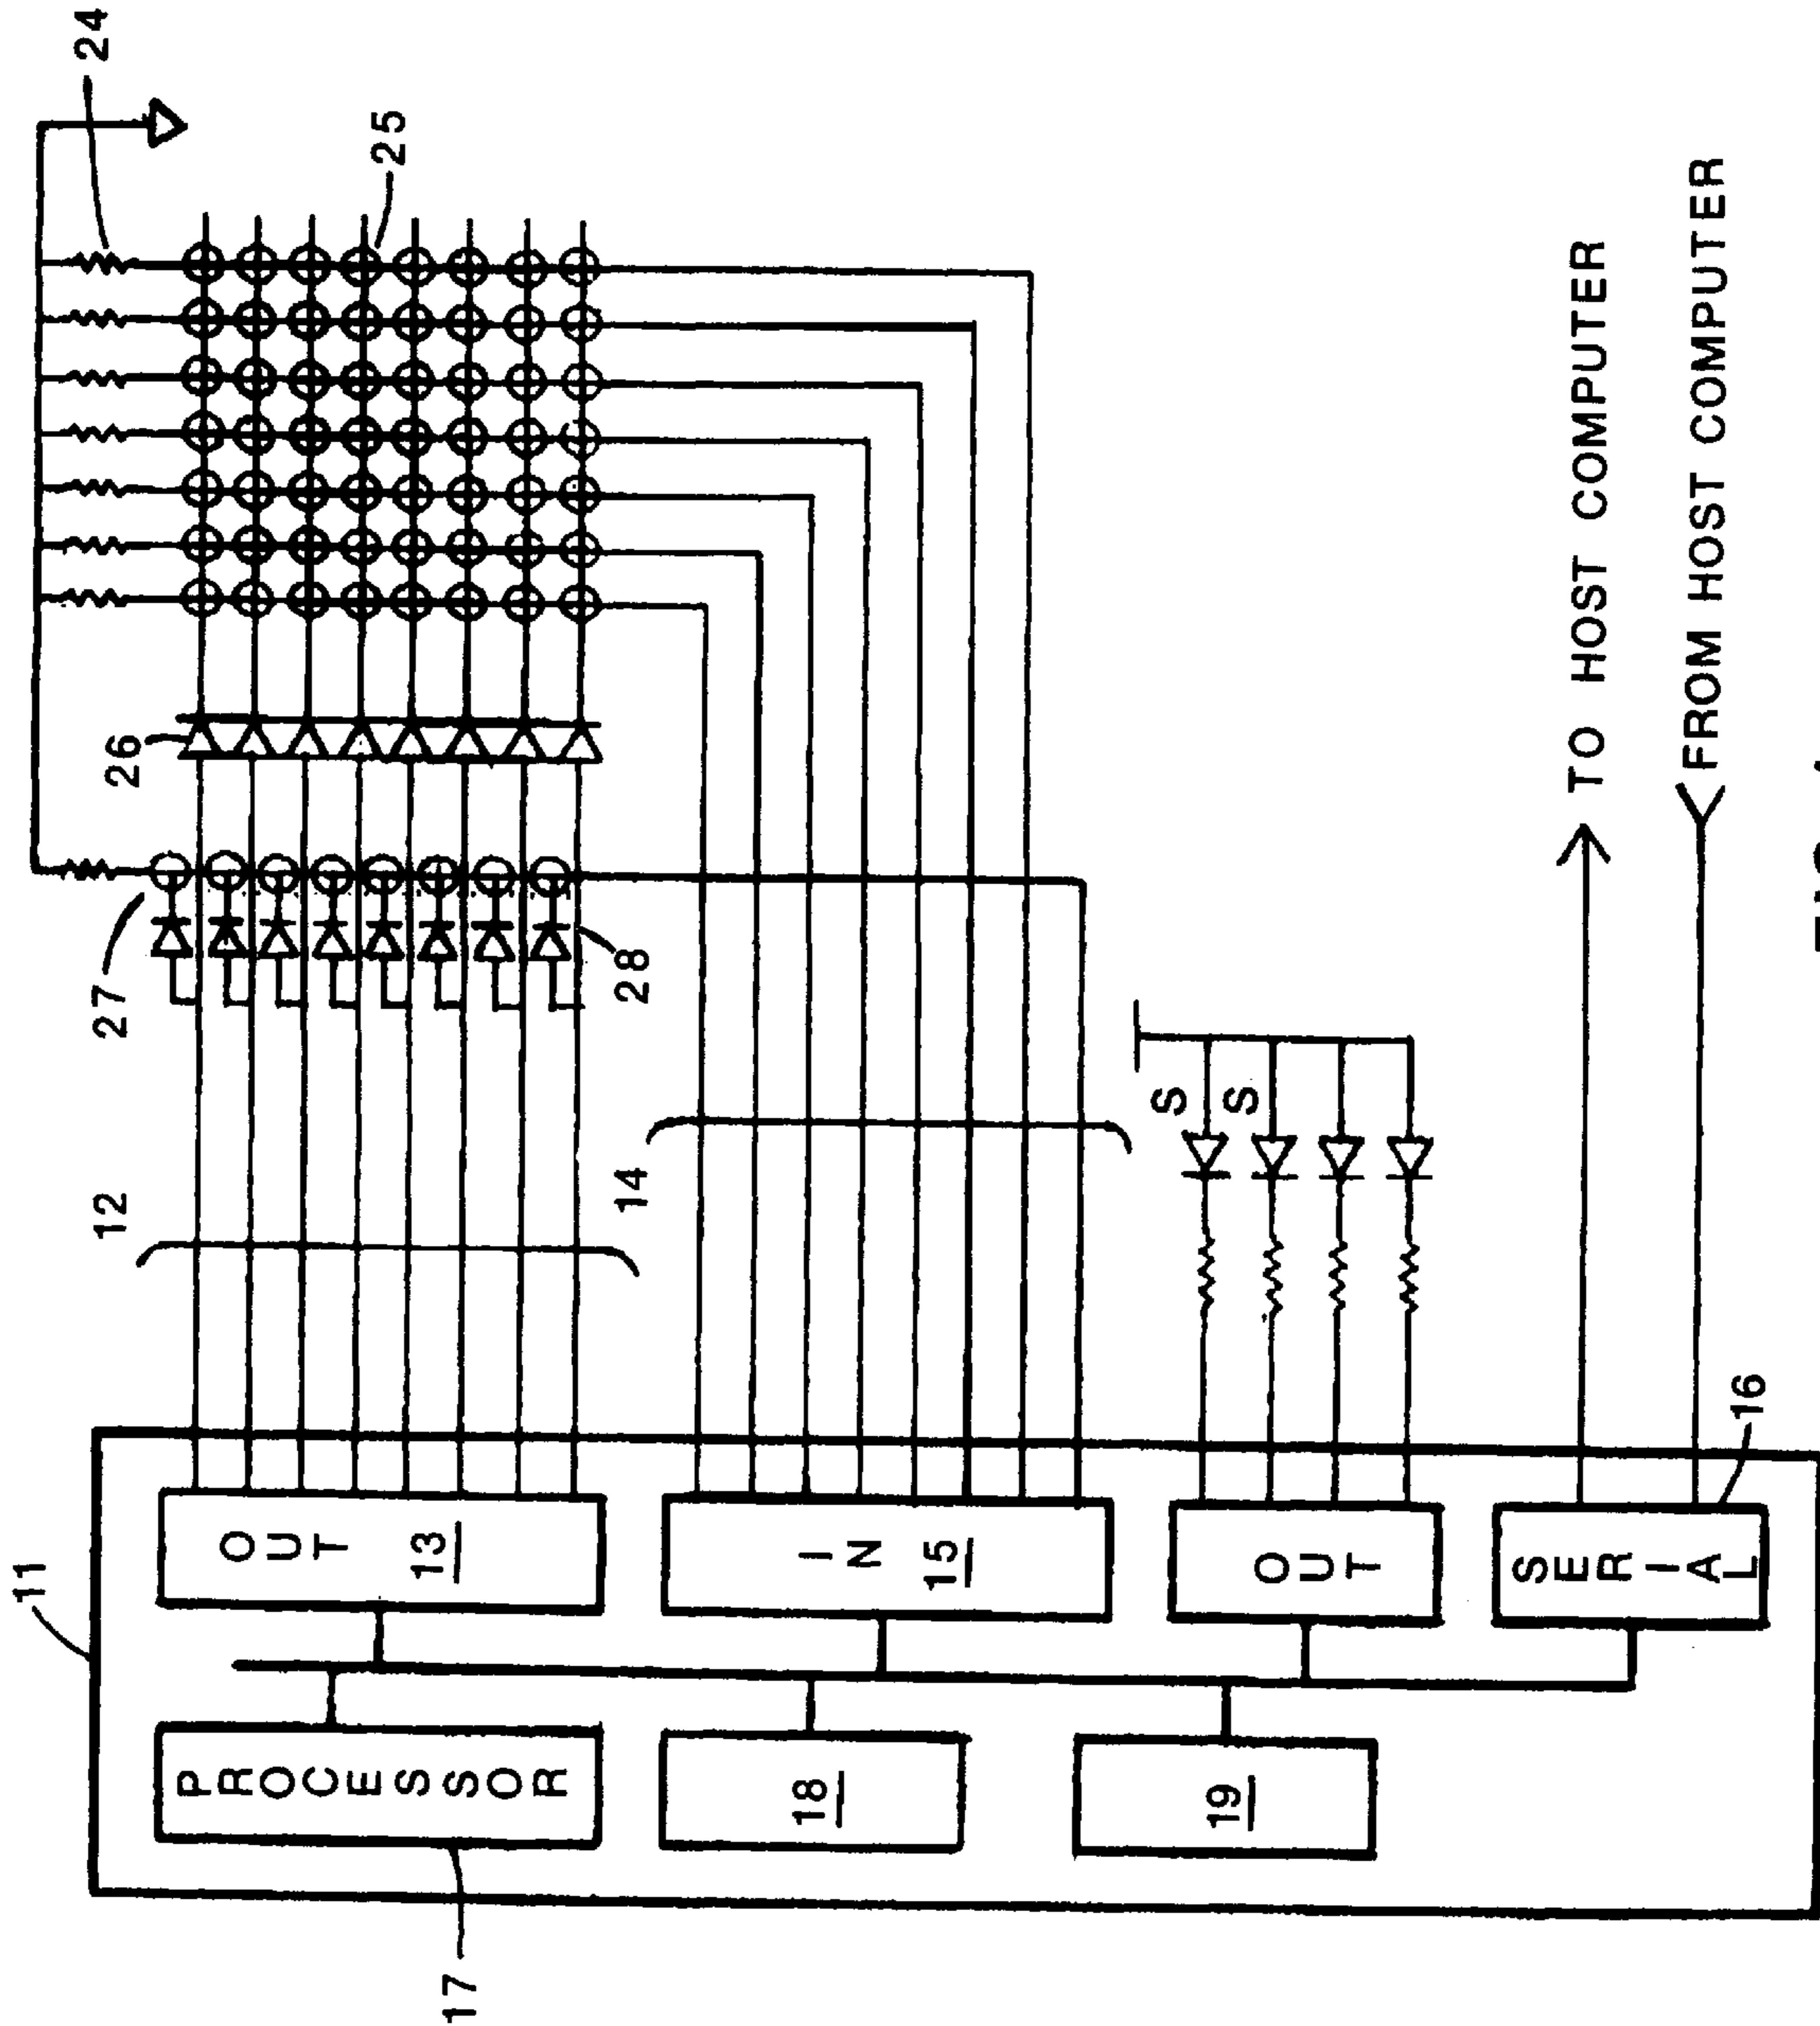 24
25
26
27
28
12
14
11
OUT 13
IN 15
OUT
SERIAL
16
PROCESSOR
17
18
19
S
S
TO HOST COMPUTER
FROM HOST COMPUTER